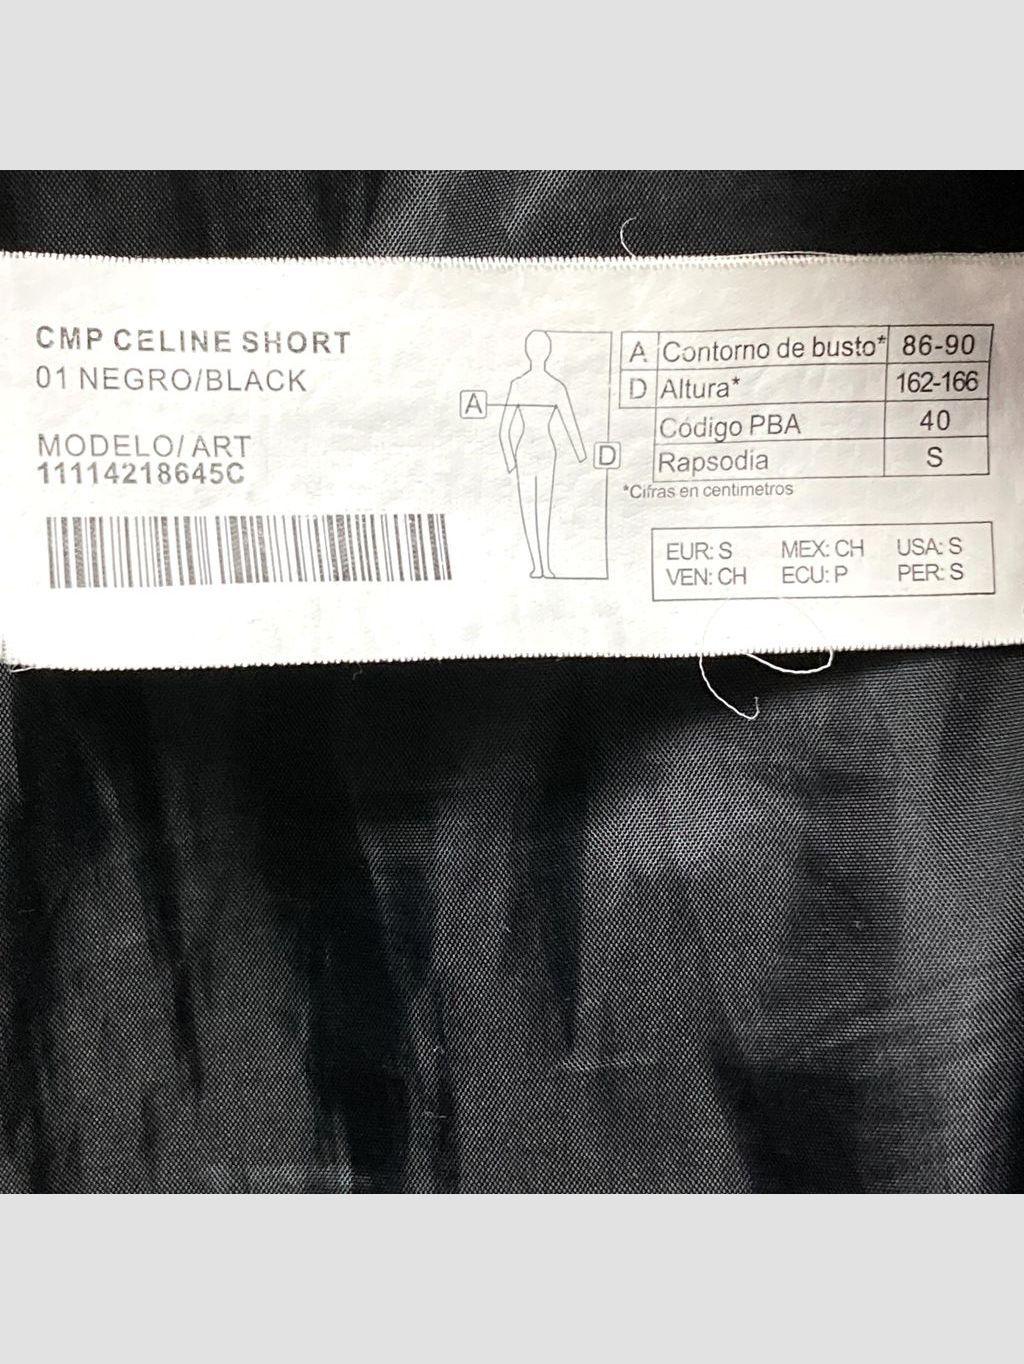 CMP CELINE SHORT
01 NEGRO/BLACK
MODELO/ART
11114218645C
A
D
A Contorno de busto* 86-90
D Altura* 162-166
Código PBA 40
Rapsodia S
*Cifras en centimetros
EUR: S MEX: CH USA: S
VEN: CH ECU: P PER: S